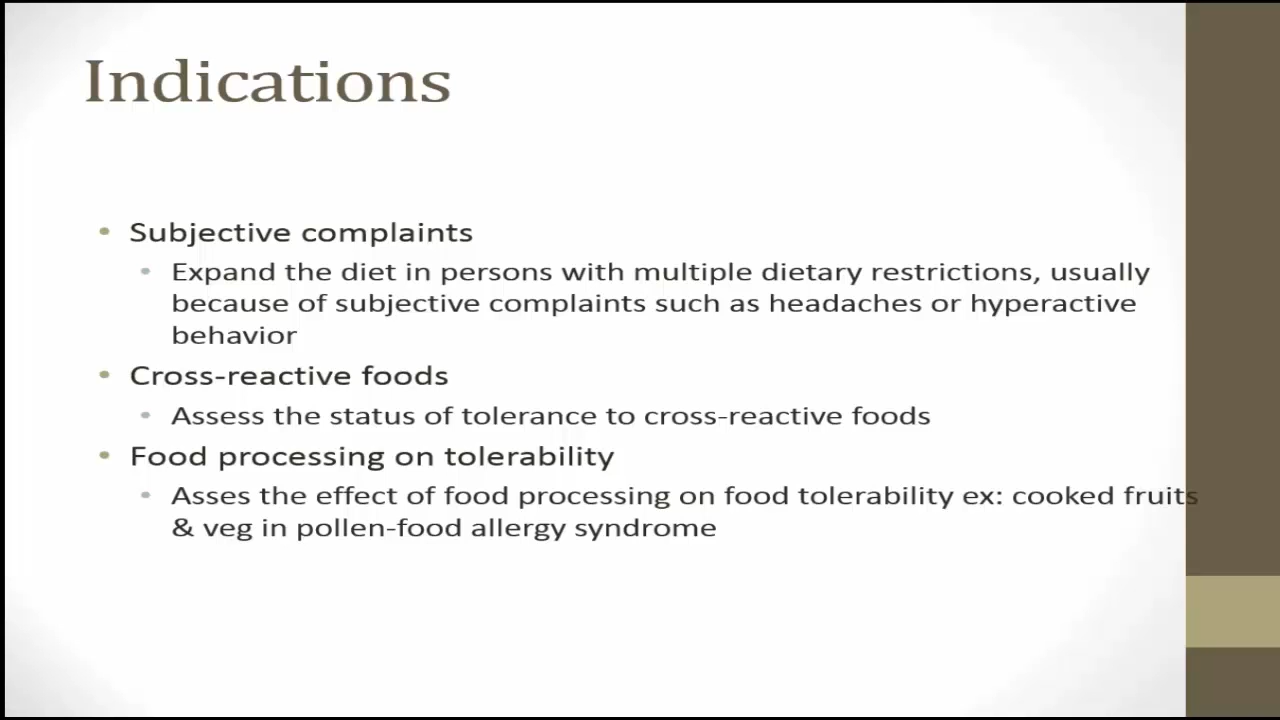 Indications
• Subjective complaints
• Expand the diet in persons with multiple dietary restrictions, usually
because of subjective complaints such as headaches or hyperactive
behavior
• Cross-reactive foods
• Assess the status of tolerance to cross-reactive foods
• Food processing on tolerability
• Asses the effect of food processing on food tolerability ex: cooked fruits
& veg in pollen-food allergy syndrome